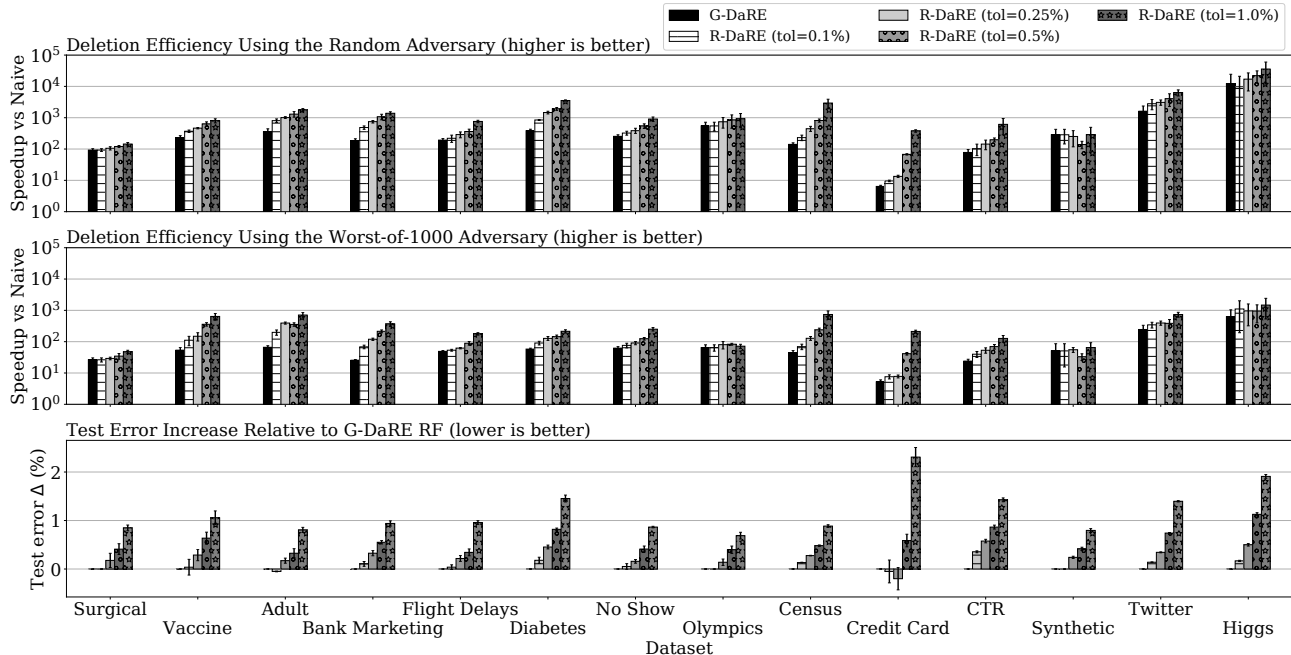 G-DaRE
R-DaRE (tol=0.1%)
R-DaRE (tol=0.25%)
R-DaRE (tol=0.5%)
R-DaRE (tol=1.0%)
Deletion Efficiency Using the Random Adversary (higher is better)
Speedup vs Naive
10^5
10^4
10^3
10^2
10^1
10^0
Deletion Efficiency Using the Worst-of-1000 Adversary (higher is better)
Speedup vs Naive
10^5
10^4
10^3
10^2
10^1
10^0
Test Error Increase Relative to G-DaRE RF (lower is better)
Test error Δ (%)
2
1
0
Surgical
Vaccine
Adult
Bank Marketing
Flight Delays
Diabetes
No Show
Olympics
Census
Credit Card
CTR
Synthetic
Twitter
Higgs
Dataset